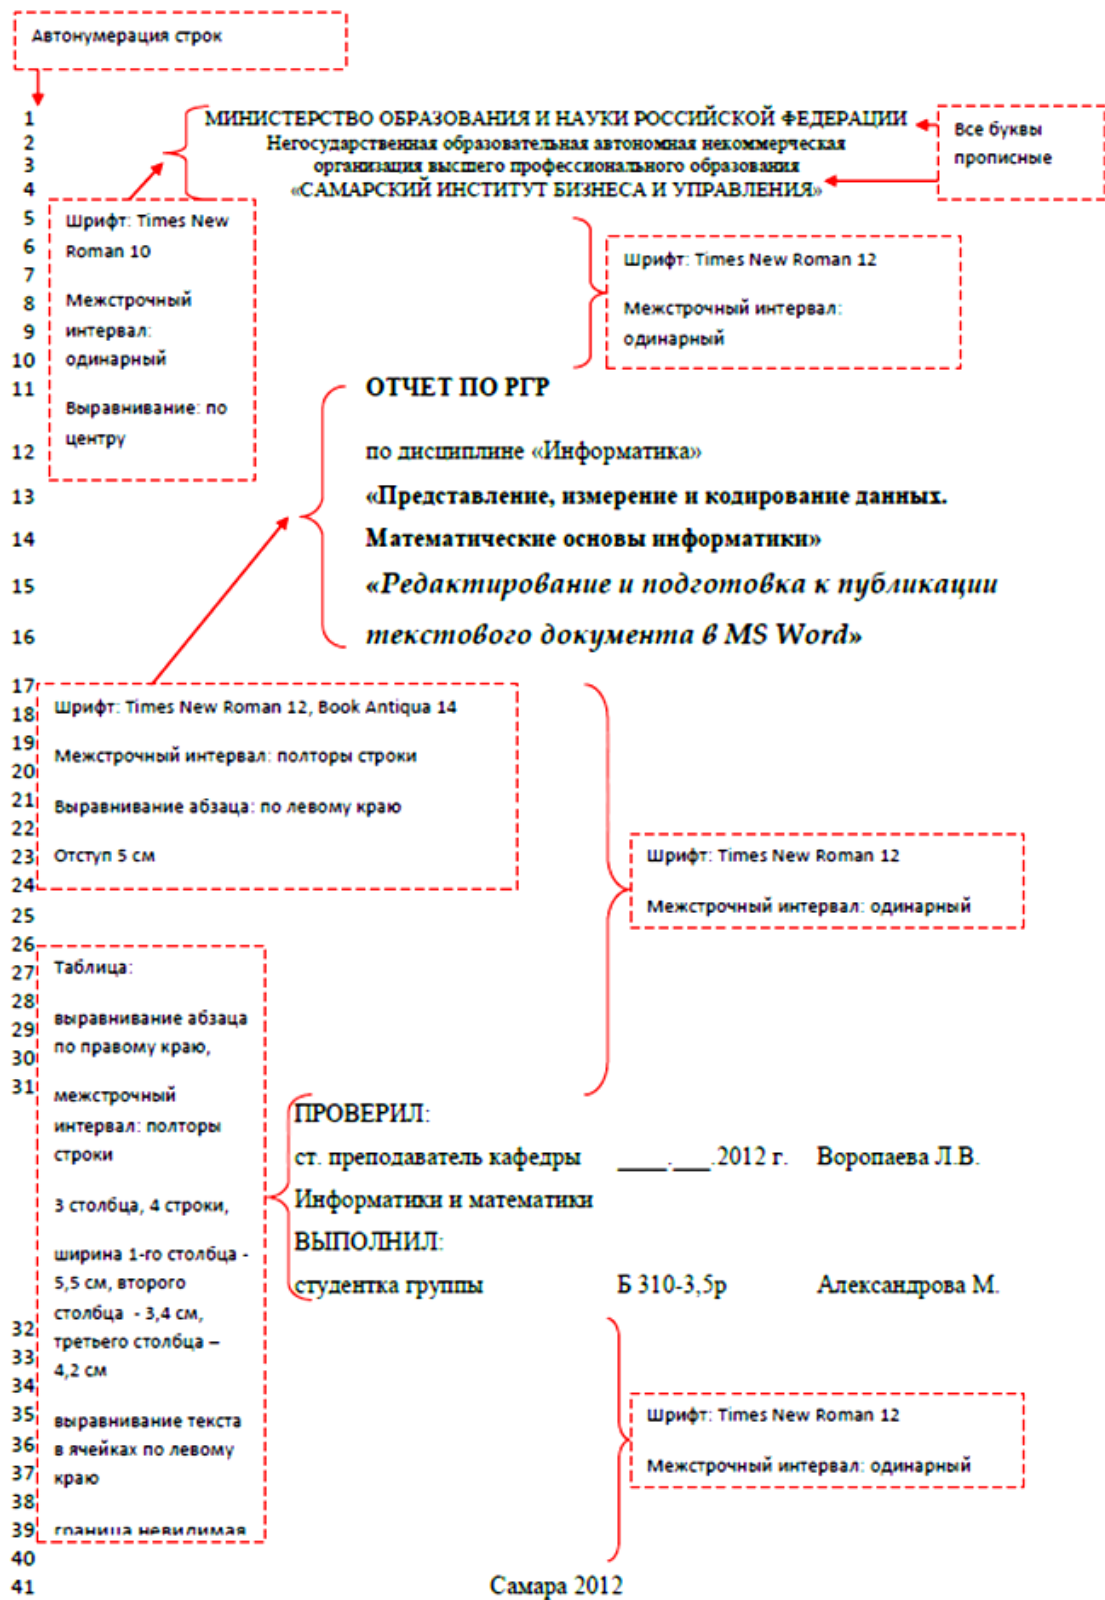 Автонумерация строк
1 МИНИСТЕРСТВО ОБРАЗОВАНИЯ И НАУКИ РОССИЙСКОЙ ФЕДЕРАЦИИ
2 Негосударственная образовательная автономная некоммерческая
3 организация высшего профессионального образования
4 «САМАРСКИЙ ИНСТИТУТ БИЗНЕСА И УПРАВЛЕНИЯ»
Все буквы
прописные
5
6
7
8
9
10
Шрифт: Times New
Roman 10
Межстрочный
интервал:
одинарный
Выравнивание: по
центру
Шрифт: Times New Roman 12
Межстрочный интервал:
одинарный
11 ОТЧЕТ ПО РГР
12 по дисциплине «Информатика»
13 «Представление, измерение и кодирование данных.
14 Математические основы информатики»
15 «Редактирование и подготовка к публикации
16 текстового документа в MS Word»
17
18
19
20
21
22
23
24
25
26
27
28
29
30
31
Шрифт: Times New Roman 12, Book Antiqua 14
Межстрочный интервал: полторы строки
Выравнивание абзаца: по левому краю
Отступ 5 см
Шрифт: Times New Roman 12
Межстрочный интервал: одинарный
Таблица:
выравнивание абзаца
по правому краю,
межстрочный
интервал: полторы
строки
3 столбца, 4 строки,
ширина 1-го столбца -
5,5 см, второго
столбца - 3,4 см,
третьего столбца –
4,2 см
выравнивание текста
в ячейках по левому
краю
граница невидимая
ПРОВЕРИЛ:
ст. преподаватель кафедры ____.___.2012 г. Воропаева Л.В.
Информатики и математики
ВЫПОЛНИЛ:
студентка группы Б 310-3,5р Александрова М.
32
33
34
35
36
37
38
39
40
Шрифт: Times New Roman 12
Межстрочный интервал: одинарный
41 Самара 2012